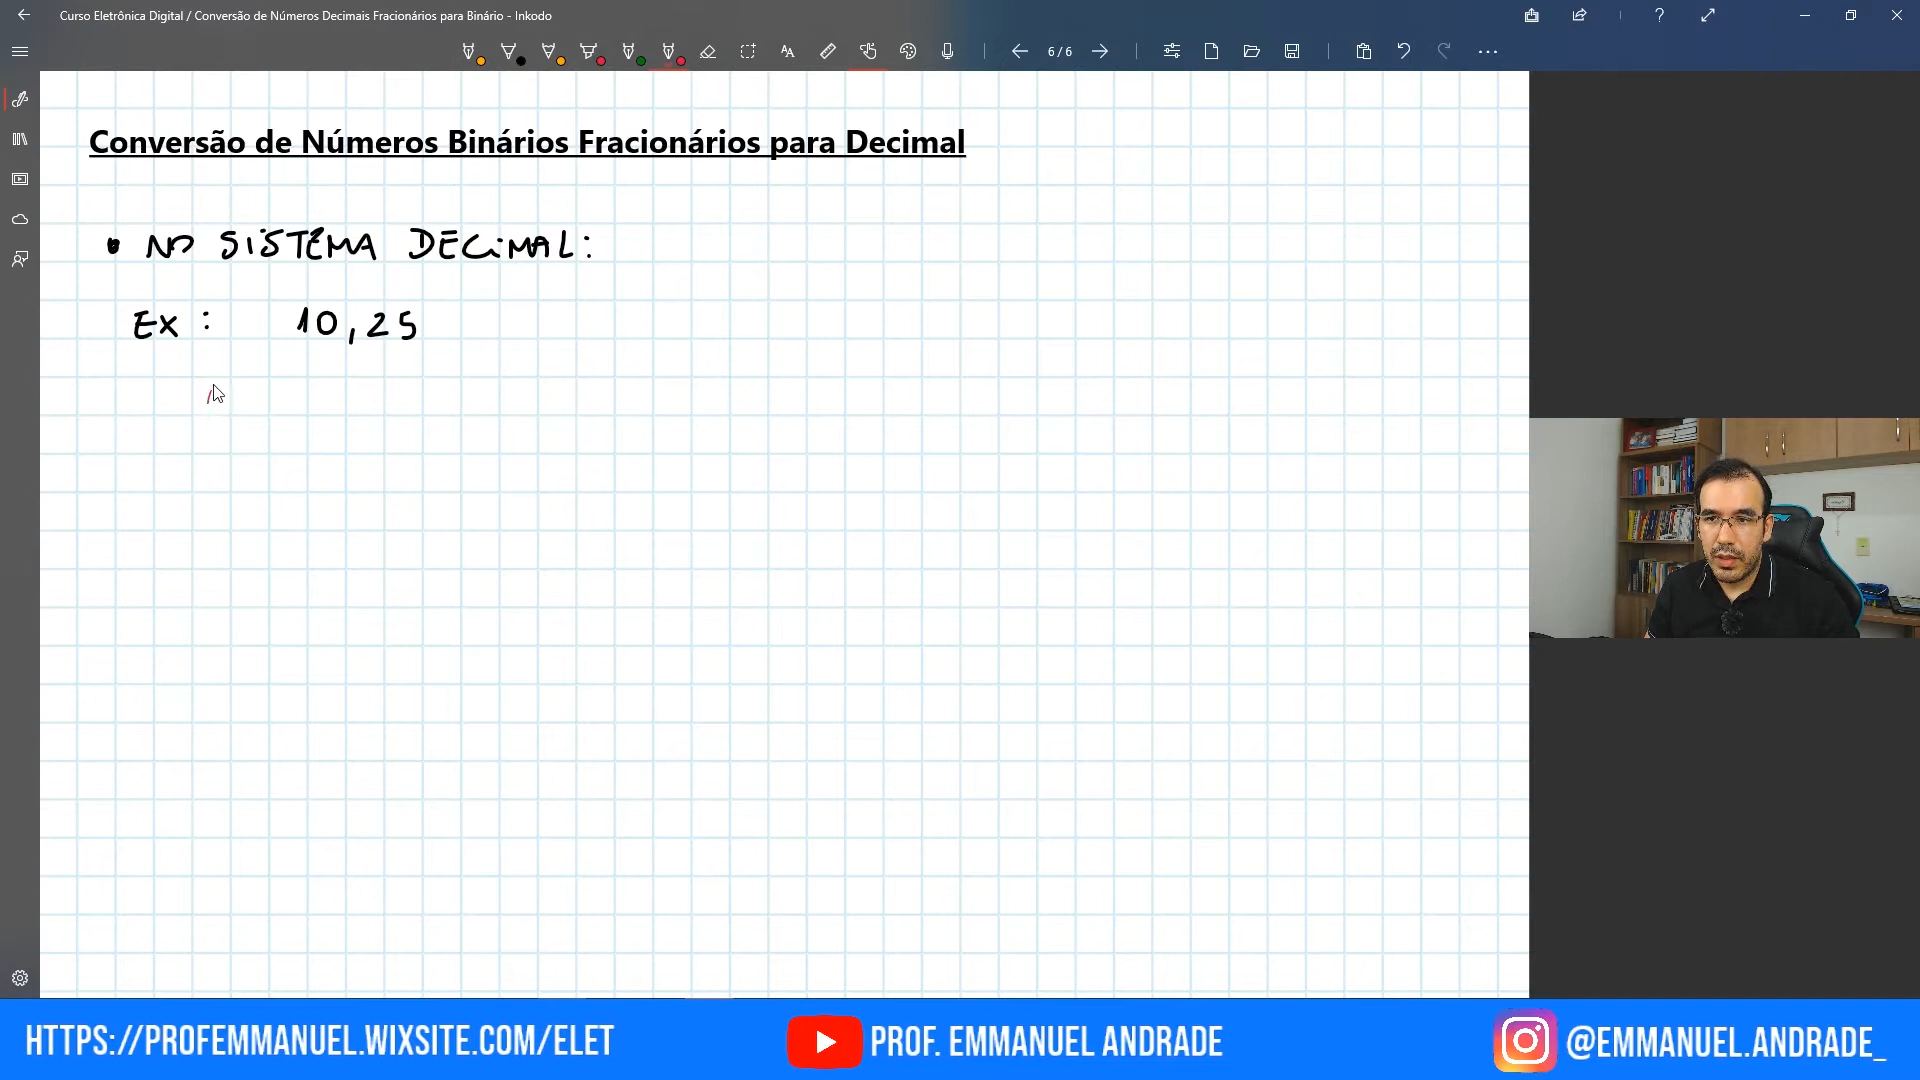 Curso Eletrônica Digital / Conversão de Números Decimais Fracionários para Binário - Inkodo
6/6
Conversão de Números Binários Fracionários para Decimal
• NO SISTEMA DECIMAL:
EX : 10,25
HTTPS://PROFEMMANUEL.WIXSITE.COM/ELET
PROF. EMMANUEL ANDRADE
@EMMANUEL.ANDRADE_